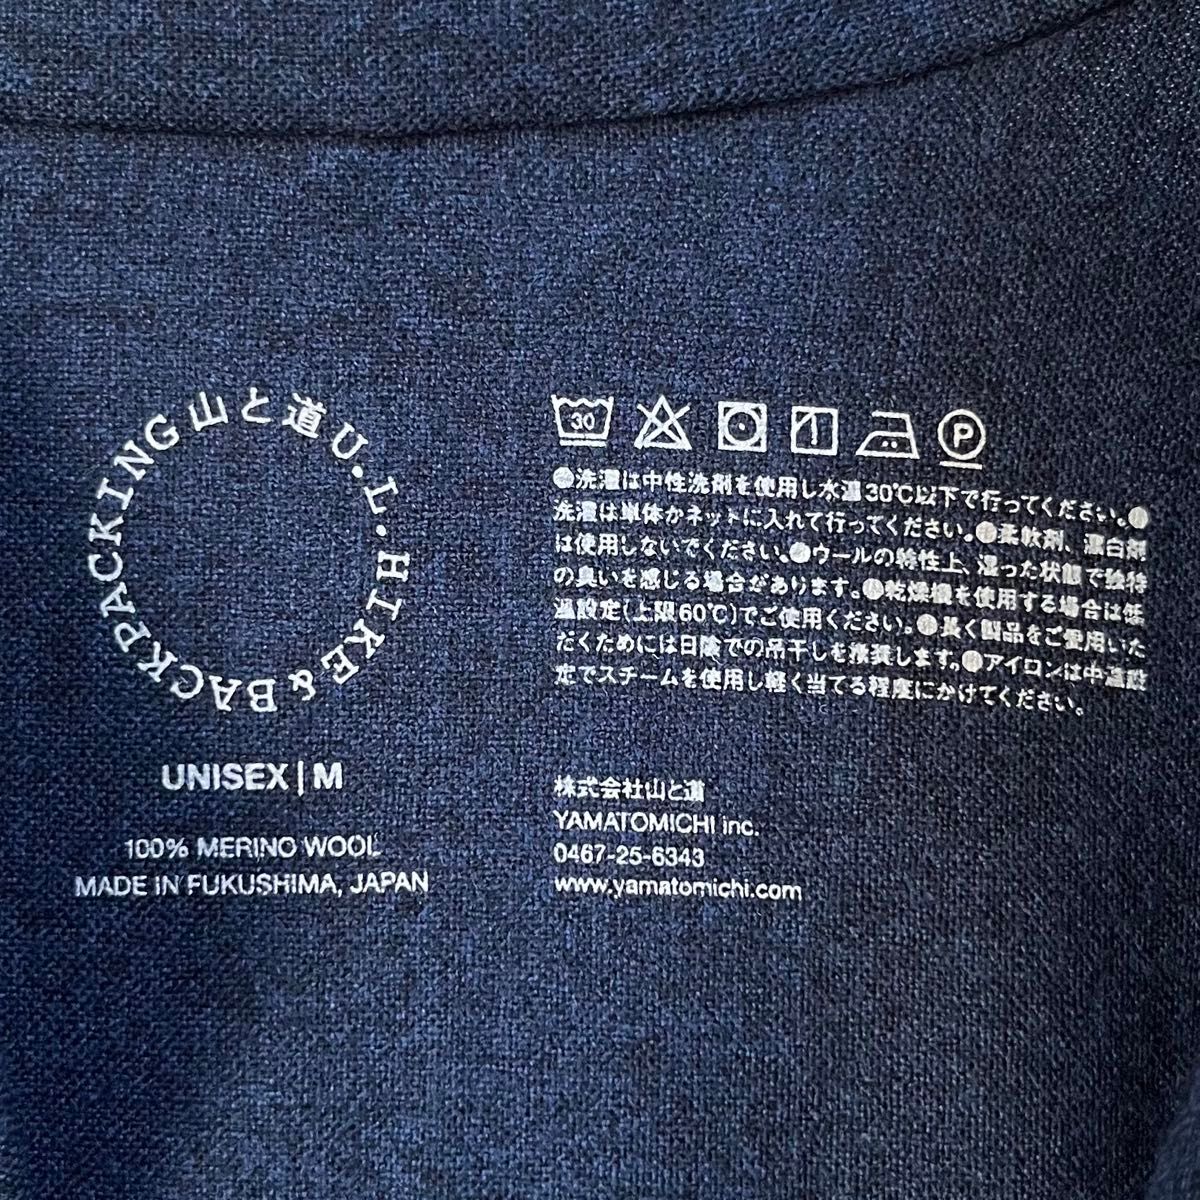 山と道 U.L. HIKE & BACKPACKING
UNISEX | M
100% MERINO WOOL
MADE IN FUKUSHIMA, JAPAN
30
P
洗濯は中性洗剤を使用し水温30℃以下で行ってください。
洗濯は単体かネットに入れて行ってください。柔軟剤、漂白剤
は使用しないでください。ウールの特性上、湿った状態で独特
の臭いを感じる場合があります。乾燥機を使用する場合は低
温設定(上限60℃)でご使用ください。長く製品をご愛用いた
だくためには日陰での吊干しを推奨します。アイロンは中温設
定でスチームを使用し軽く当てる程度にかけてください。
株式会社山と道
YAMATOMICHI inc.
0467-25-6343
www.yamatomichi.com